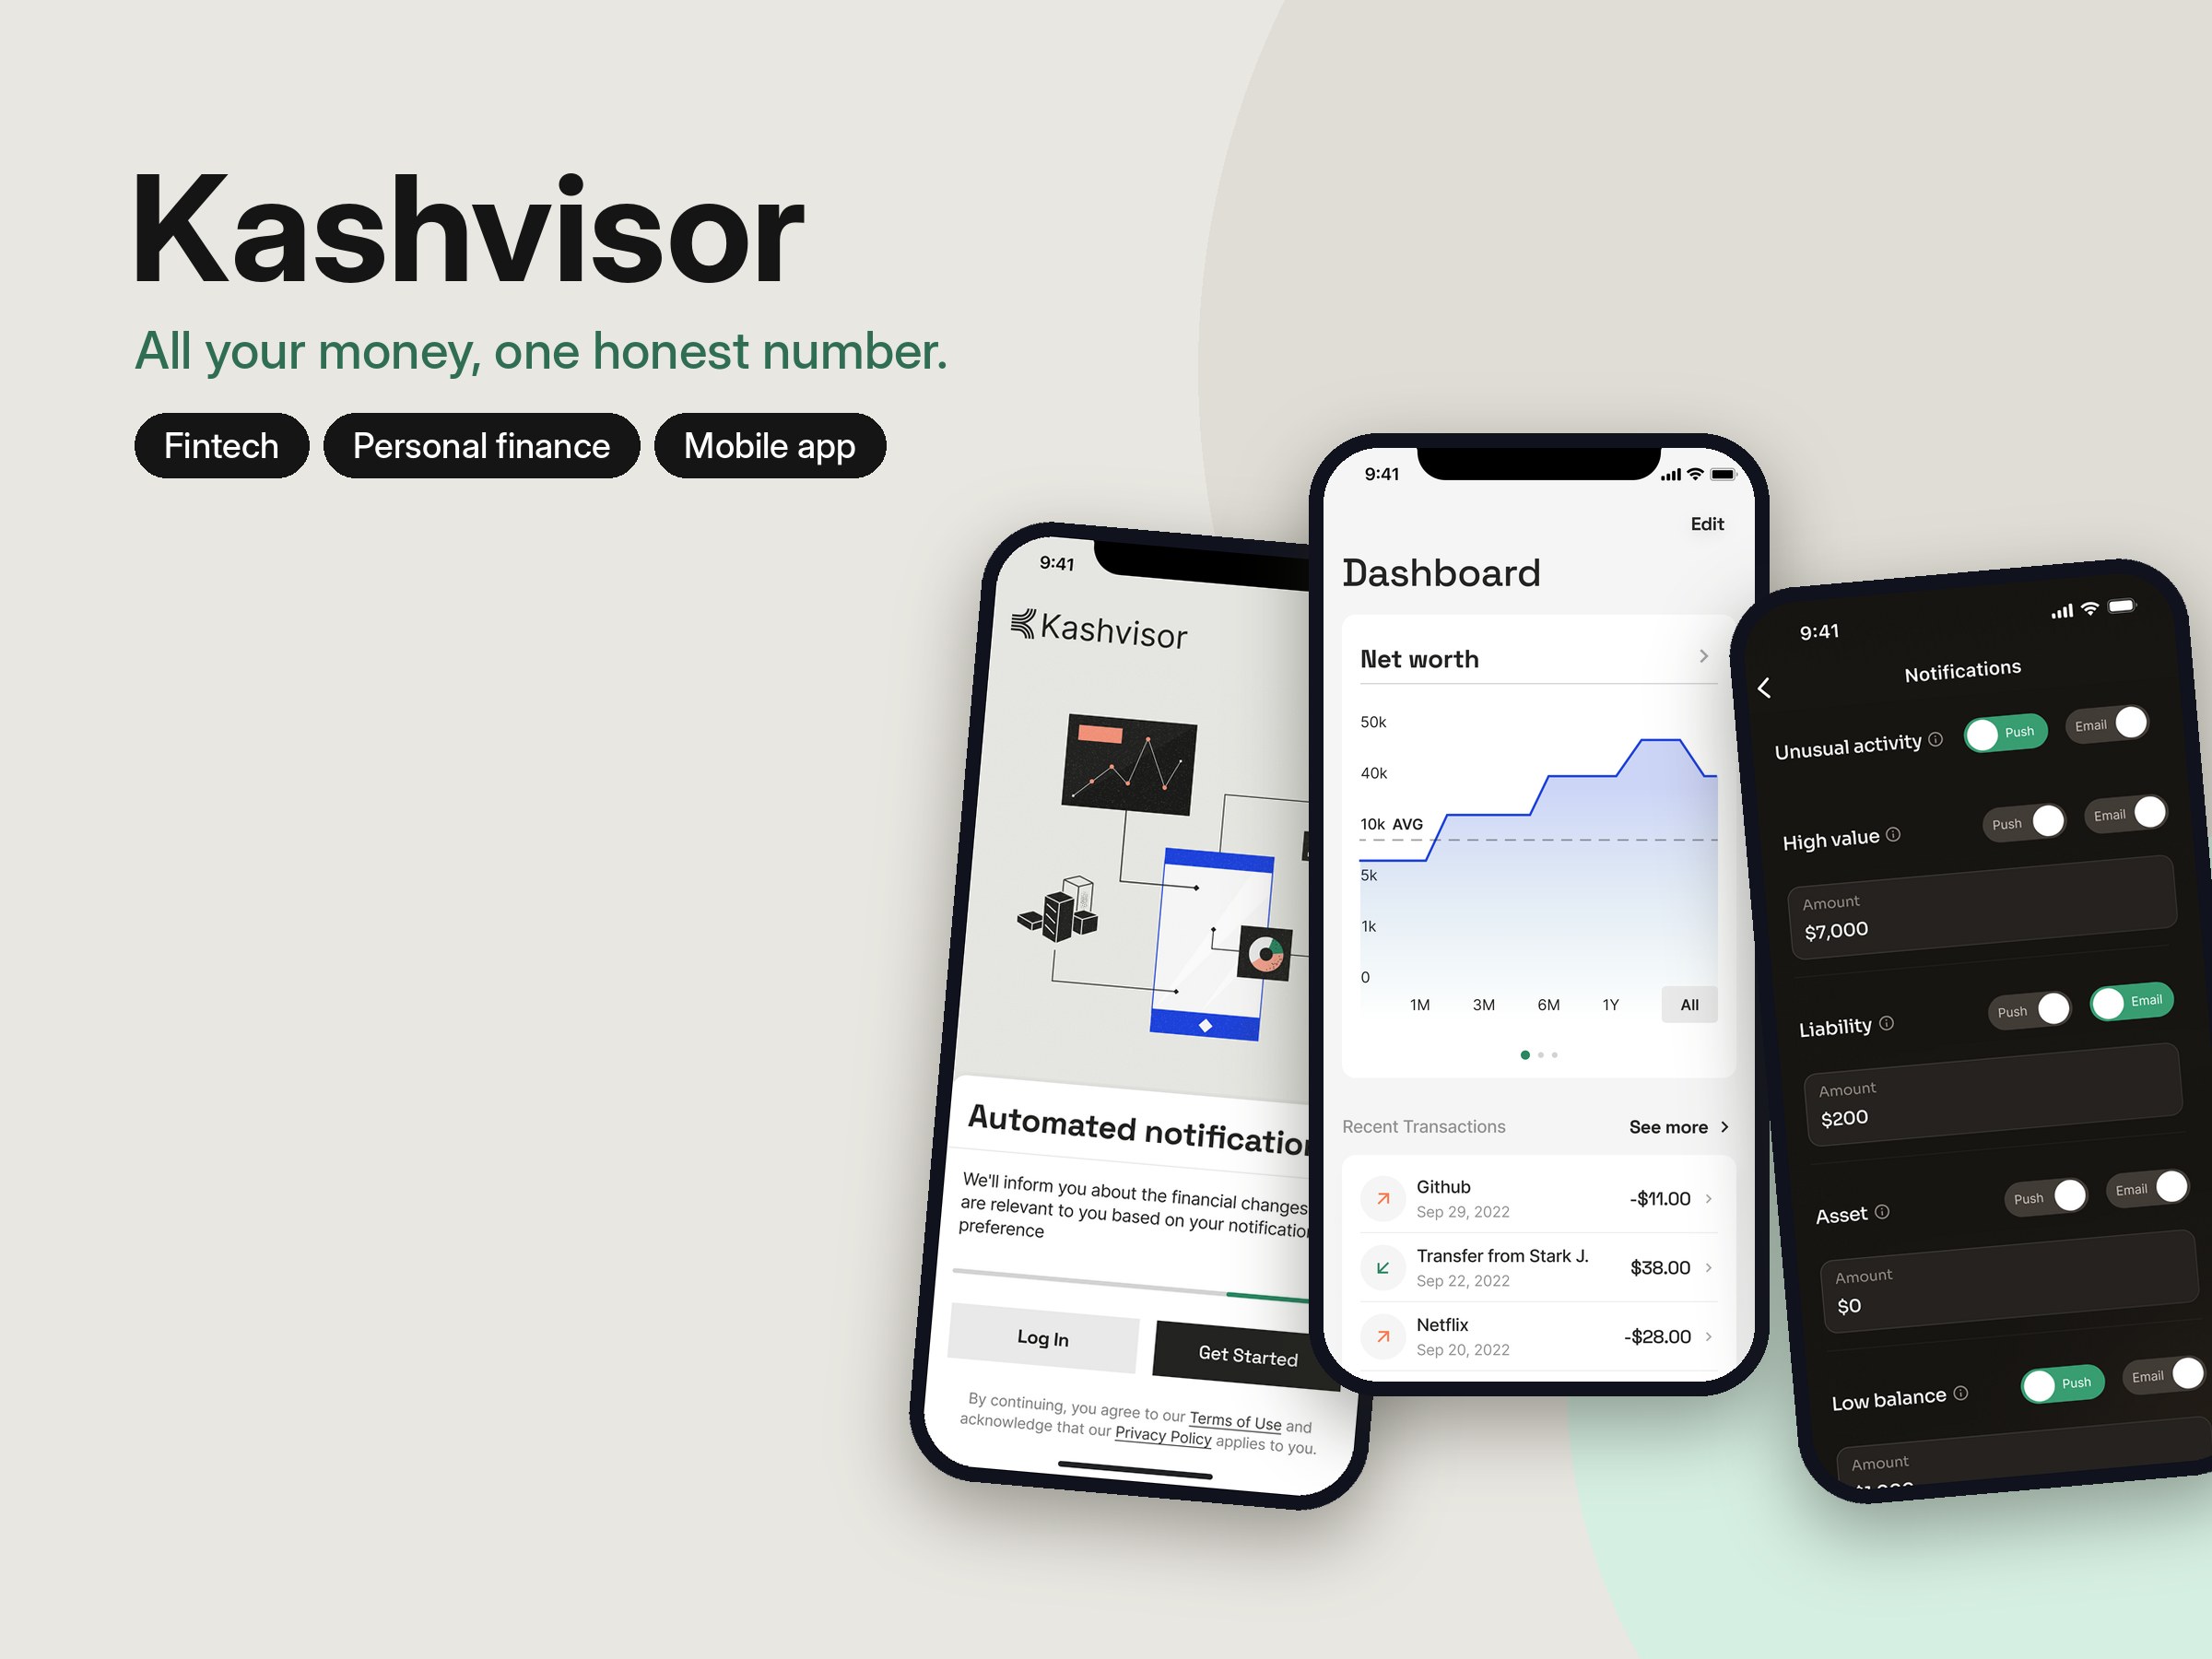 Kashvisor
All your money, one honest number.
Fintech
Personal finance
Mobile app
9:41
Kashvisor
Automated
We'll inform you about the financial changes
are relevant to you based on your
preference
Log In
Get Started
By continuing, you agree to our Terms of Use and
acknowledge that our Privacy Policy applies to you.
9:41
Edit
Dashboard
Net worth
50k
40k
10k AVG
5k
1k
0
1M 3M 6M 1Y All
Recent Transactions See more
Github -$11.00
Sep 29, 2022
Transfer from Stark J. $38.00
Sep 22, 2022
Netflix -$28.00
Sep 20, 2022
9:41
Notifications
Unusual activity Push Email
High value Push Email
Amount
$7,000
Liability Push Email
Amount
$200
Asset Push Email
Amount
$0
Low balance Push Email
Amount